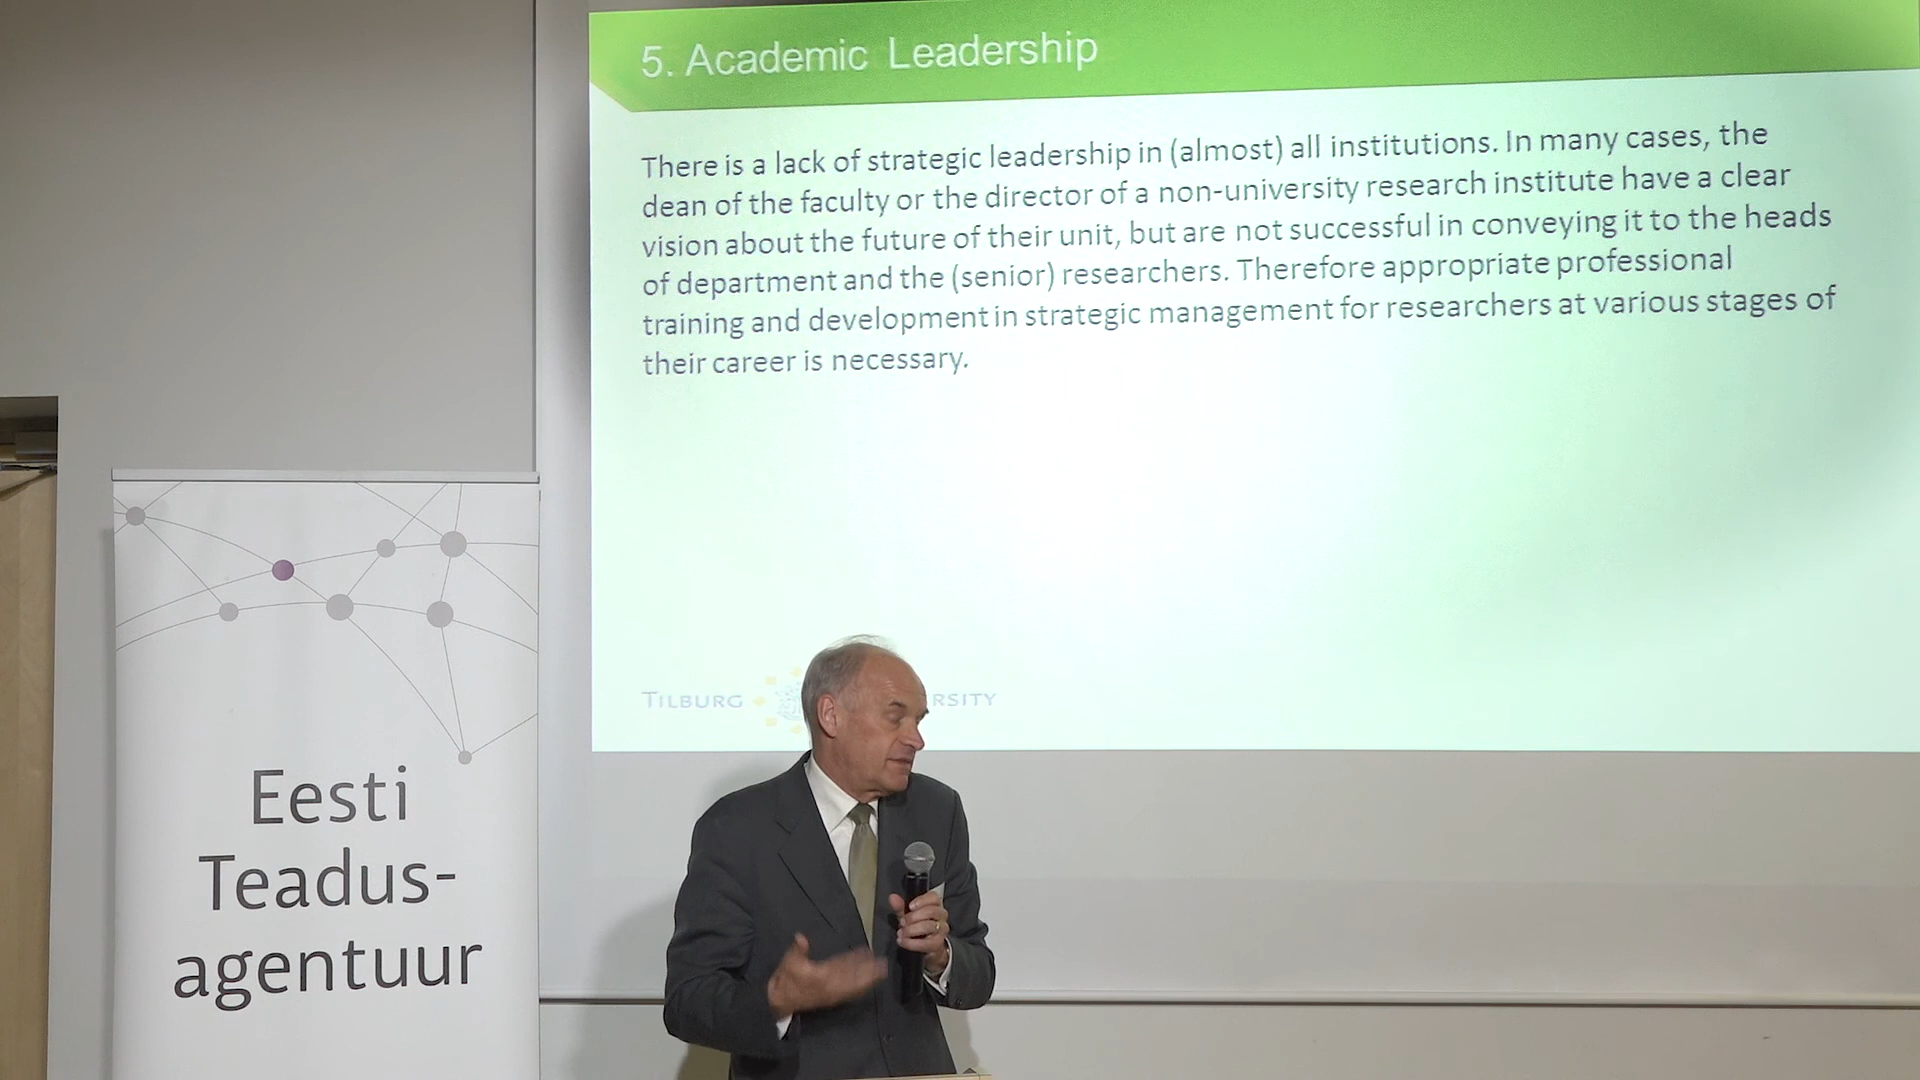 5. Academic Leadership
There is a lack of strategic leadership in (almost) all institutions. In many cases, the
dean of the faculty or the director of a non-university research institute have a clear
vision about the future of their unit, but are not successful in conveying it to the heads
of department and the (senior) researchers. Therefore appropriate professional
training and development in strategic management for researchers at various stages of
their career is necessary.
TILBURG RSITY
Eesti
Teadus-
agentuur